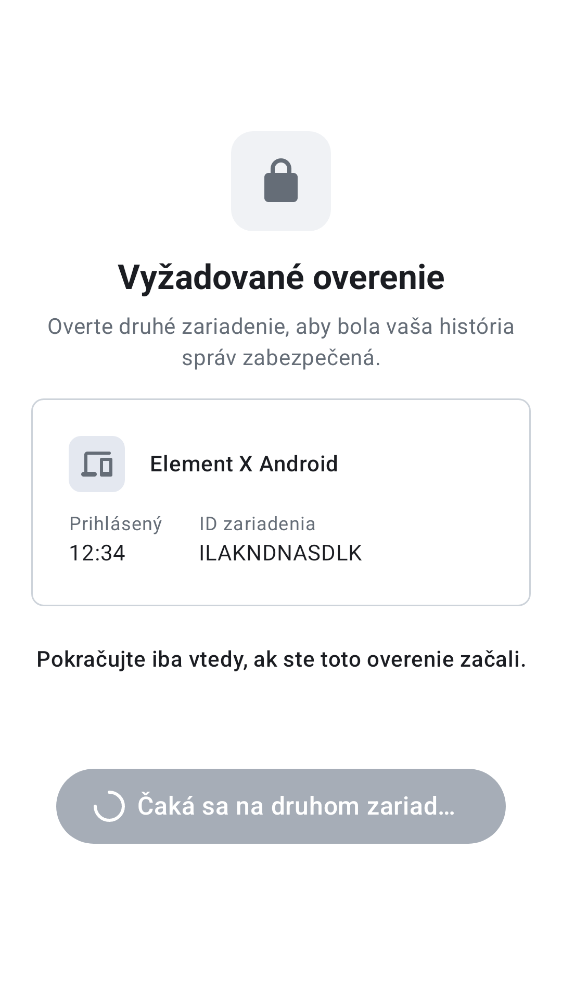 Vyžadované overenie
Overte druhé zariadenie, aby bola vaša história
správ zabezpečená.
Element X Android
Prihlásený
ID zariadenia
12:34
ILAKNDNASDLK
Pokračujte iba vtedy, ak ste toto overenie začali.
Čaká sa na druhom zariad…